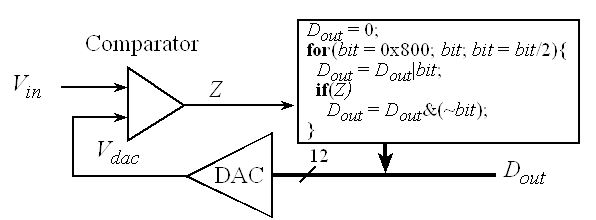 Comparator
V_in
Z
V_dac
DAC
12
D_out
D_out = 0;
for(bit = 0x800; bit; bit = bit/2){
D_out = D_out|bit;
if(Z)
D_out = D_out&(~bit);
}